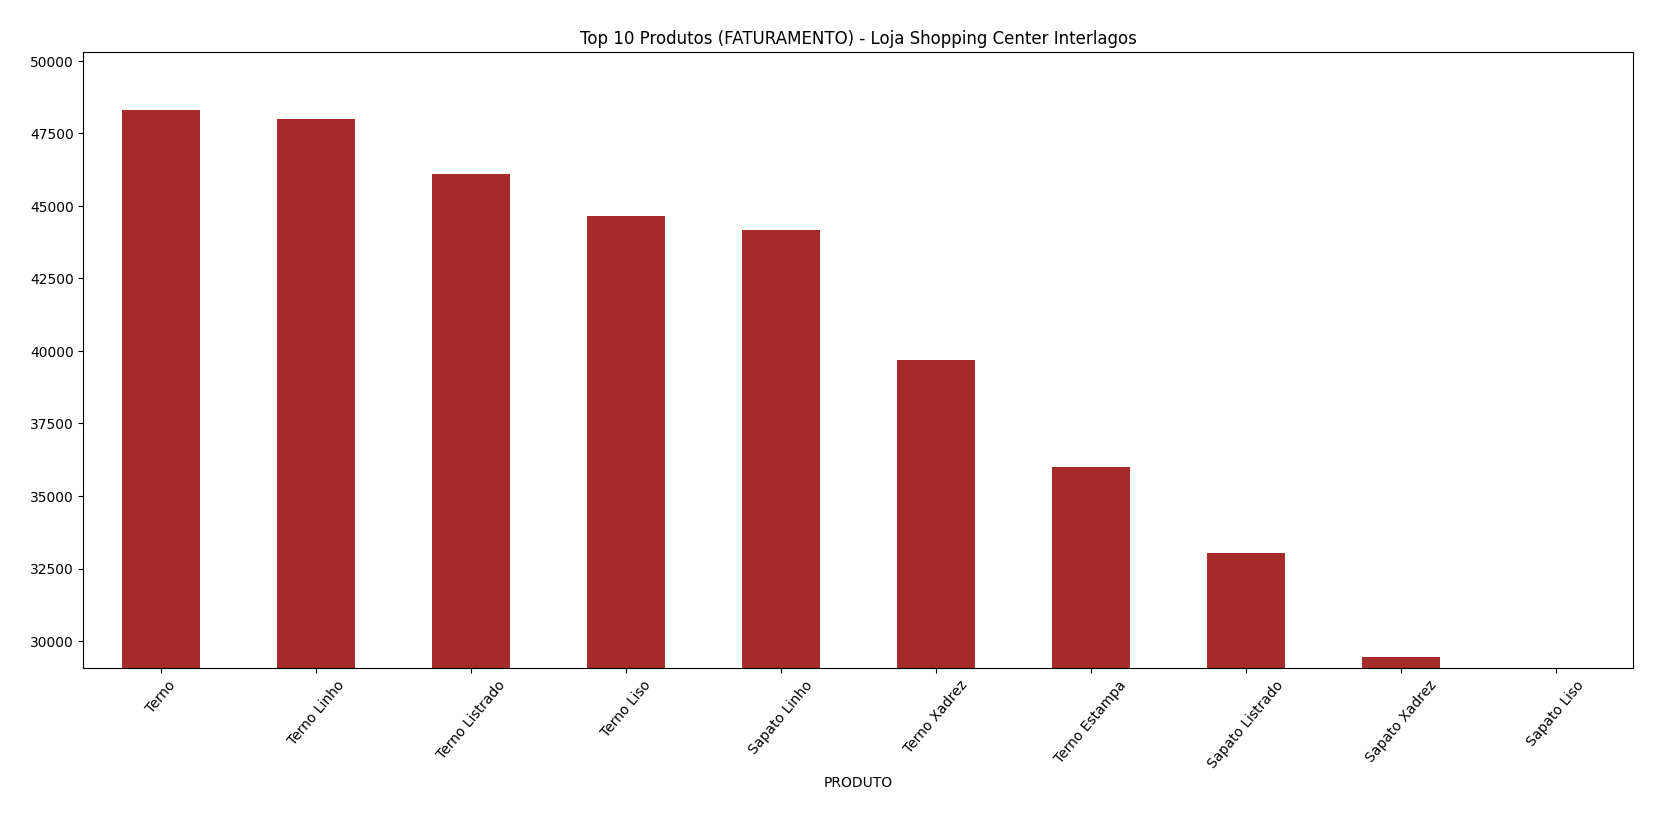 Top 10 Produtos (FATURAMENTO) - Loja Shopping Center Interlagos
50000
47500
45000
42500
40000
37500
35000
32500
30000
Terno
Terno Linho
Terno Listrado
Terno Liso
Sapato Linho
Terno Xadrez
Terno Estampa
Sapato Listrado
Sapato Xadrez
Sapato Liso
PRODUTO